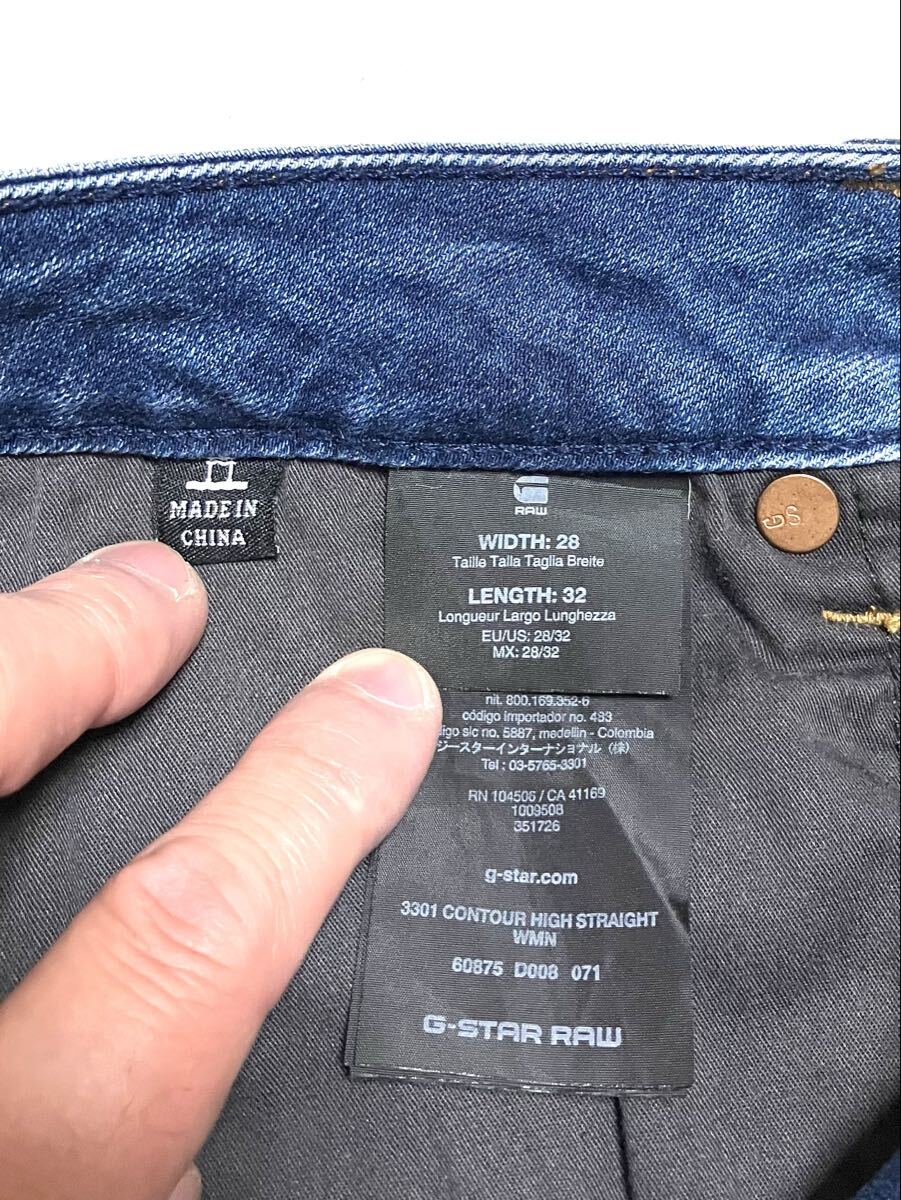 MADE IN
CHINA
RAW
WIDTH: 28
Taille Talla Taglia Breite
LENGTH: 32
Longueur Largo Lunghezza
EU/US: 28/32
MX: 28/32
nit. 800.169.352-6
código importador no. 493
sic no. 5887, medellin - Colombia
ジースターインターナショナル (株)
Tel : 03-5765-3301
RN 104506 / CA 41169
1009508
351726
g-star.com
3301 CONTOUR HIGH STRAIGHT
WMN
60875 D008 071
G-STAR RAW
GS